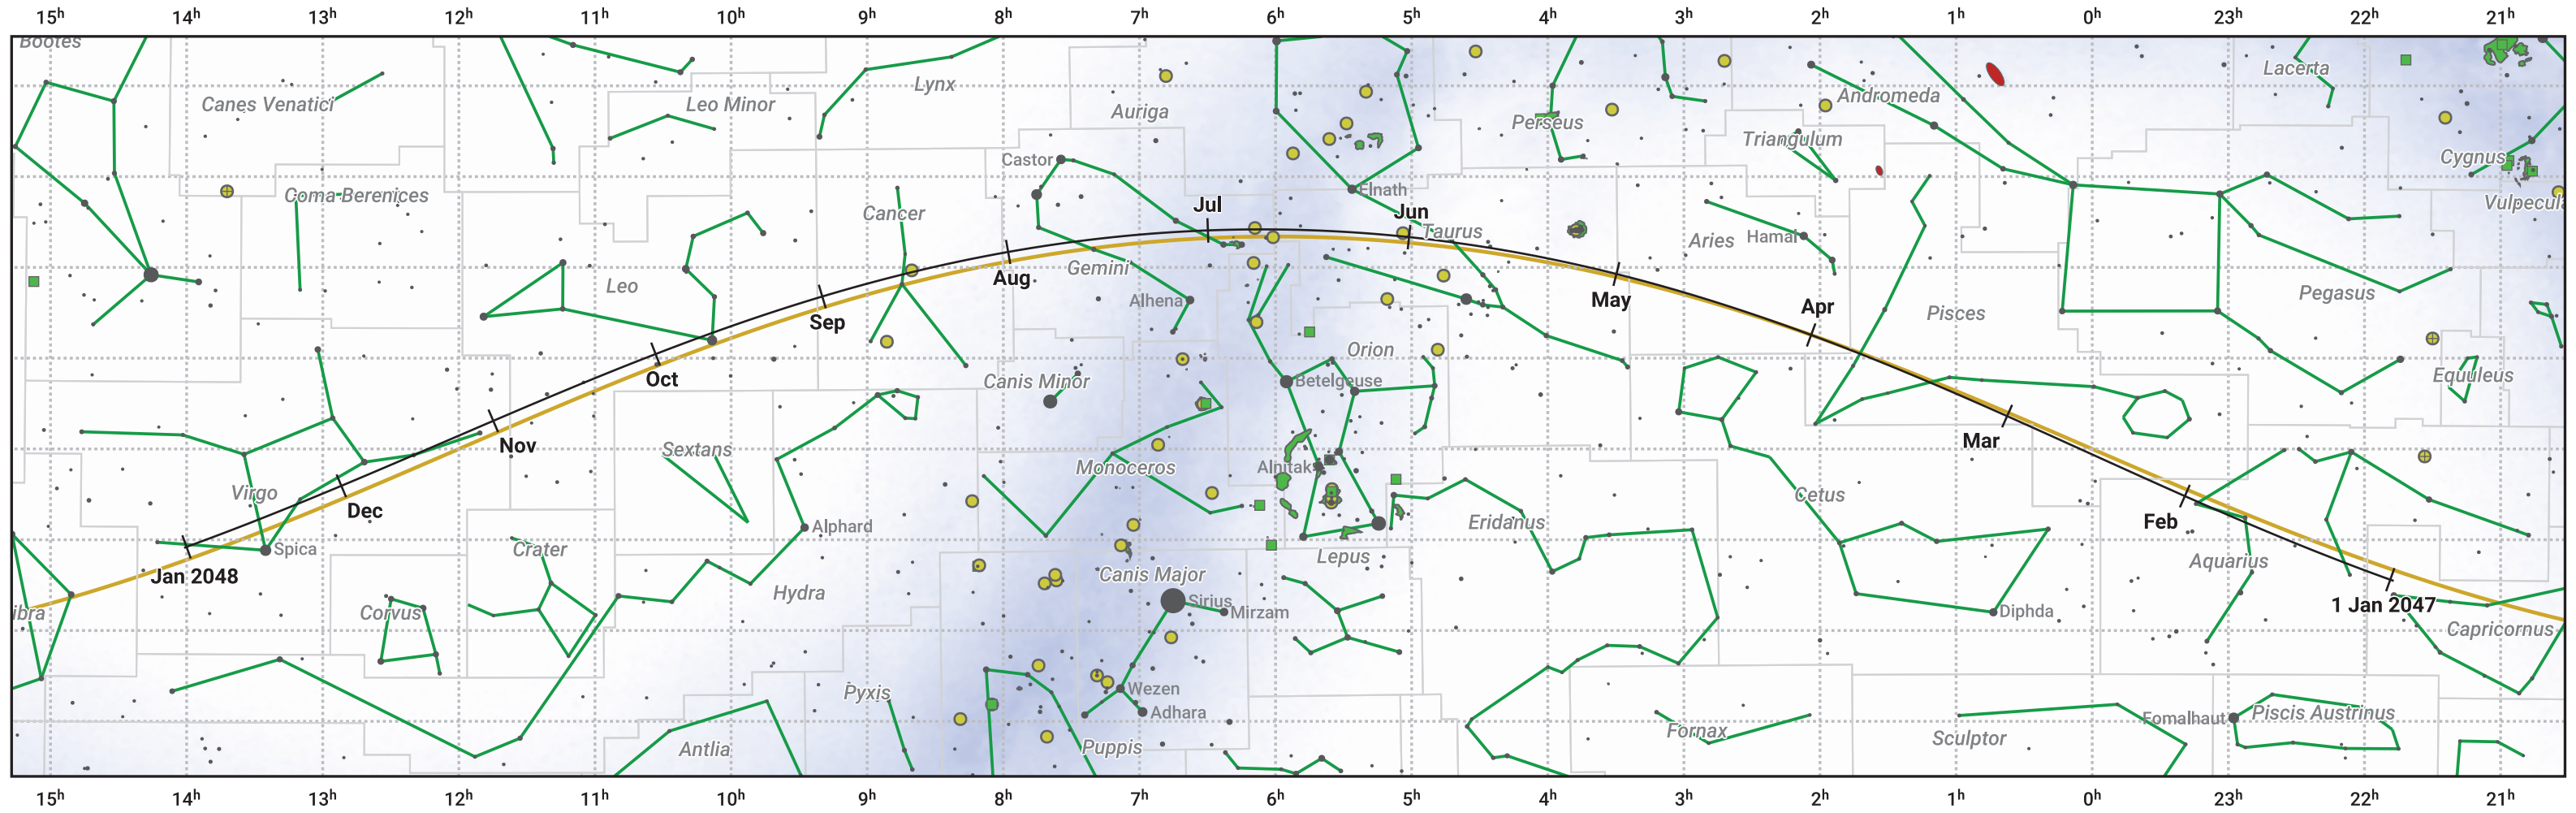 15h 14h 13h 12h 11h 10h 9h 8h 7h 6h 5h 4h 3h 2h 1h 0h 23h 22h 21h
Bootes
Canes Venatici
Leo Minor
Lynx
Auriga
Perseus
Triangulum
Andromeda
Lacerta
Cygnus
Vulpecul
Coma Berenices
Castor
Elnath
Cancer
Jul
Jun
Taurus
Aries
Hamal
Leo
Aug
Gemini
Alhena
May
Apr
Pisces
Pegasus
Sep
Oct
Canis Minor
Orion
Betelgeuse
Equuleus
Nov
Sextans
Monoceros
Alnitak
Mar
Virgo
Dec
Alphard
Eridanus
Cetus
Feb
Spica
Crater
Lepus
Aquarius
Jan 2048
Canis Major
Hydra
Sirius
Mirzam
ibra
Corvus
Diphda
1 Jan 2047
Capricornus
Pyxis
Wezen
Adhara
Antlia
Puppis
Fornax
Sculptor
Fomalhaut
Piscis Austrinus
15h 14h 13h 12h 11h 10h 9h 8h 7h 6h 5h 4h 3h 2h 1h 0h 23h 22h 21h